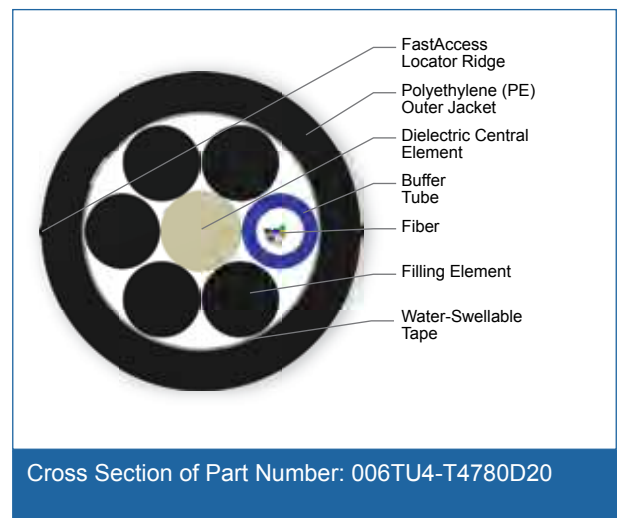 FastAccess
Locator Ridge
Polyethylene (PE)
Outer Jacket
Dielectric Central
Element
Buffer
Tube
Fiber
Filling Element
Water-Swellable
Tape
Cross Section of Part Number: 006TU4-T4780D20